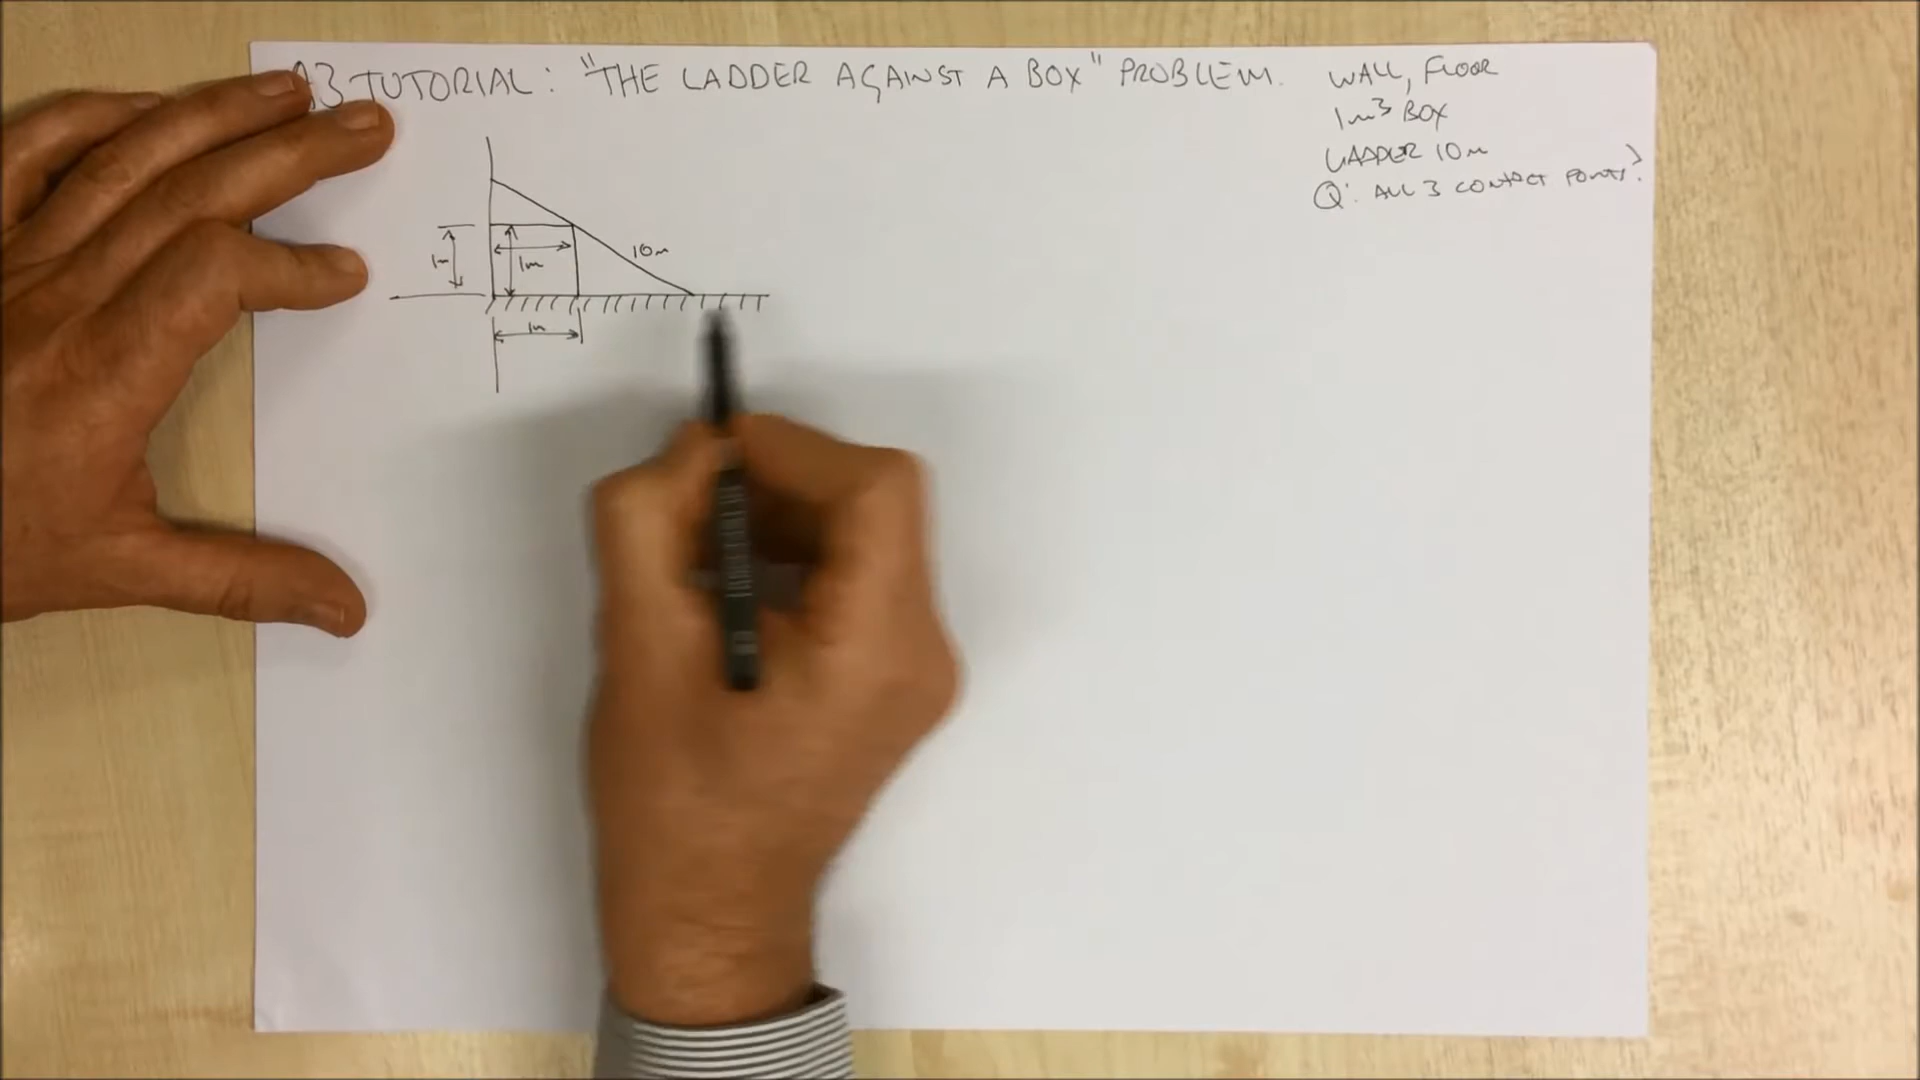 A3 TUTORIAL: "THE LADDER AGAINST A BOX" PROBLEM.
WALL, FLOOR
1m³ BOX
LADDER 10m
Q: ALL 3 CONTACT POINTS?
10m
1m
1m
1m